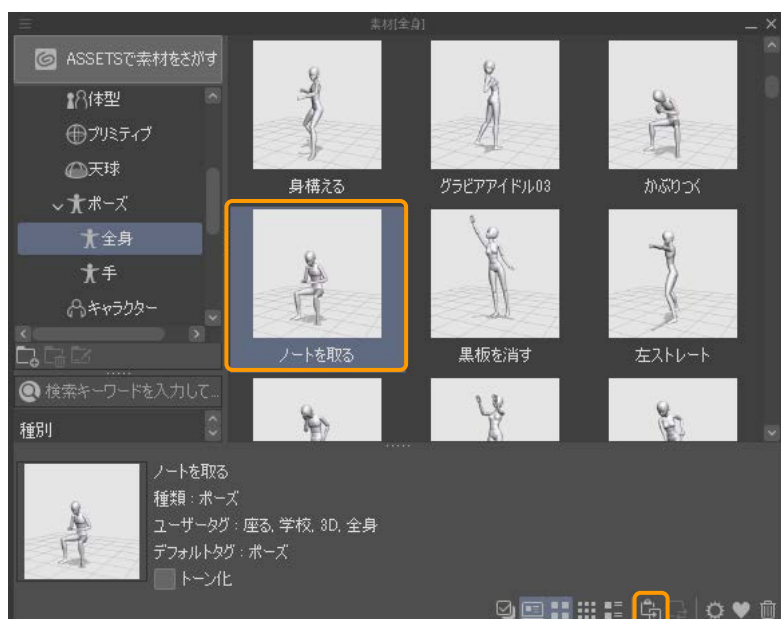 素材[全身]
ASSETSで素材をさがす
体型
プリミティブ
天球
ポーズ
全身
手
キャラクター
検索キーワードを入力して...
種別
身構える
グラビアアイドル03
かぶりつく
ノートを取る
黒板を消す
左ストレート
ノートを取る
種類：ポーズ
ユーザータグ：座る, 学校, 3D, 全身
デフォルトタグ：ポーズ
トーン化